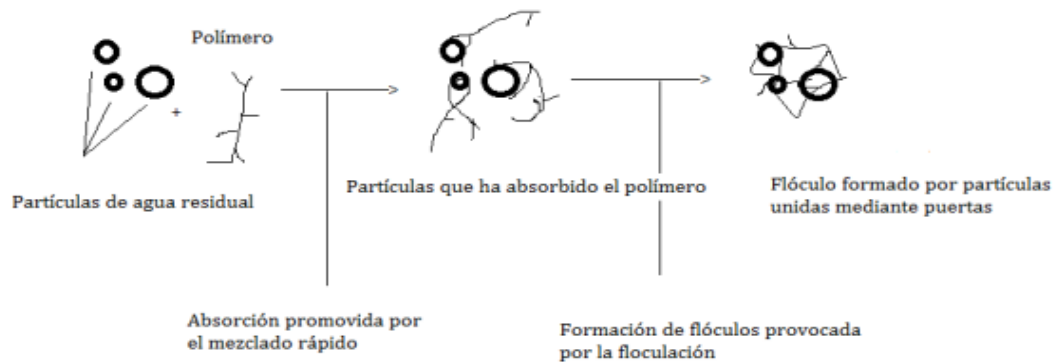 Polímero
+
Partículas de agua residual
Partículas que ha absorbido el polímero
Flóculo formado por partículas
unidas mediante puertas
Absorción promovida por
el mezclado rápido
Formación de flóculos provocada
por la floculación